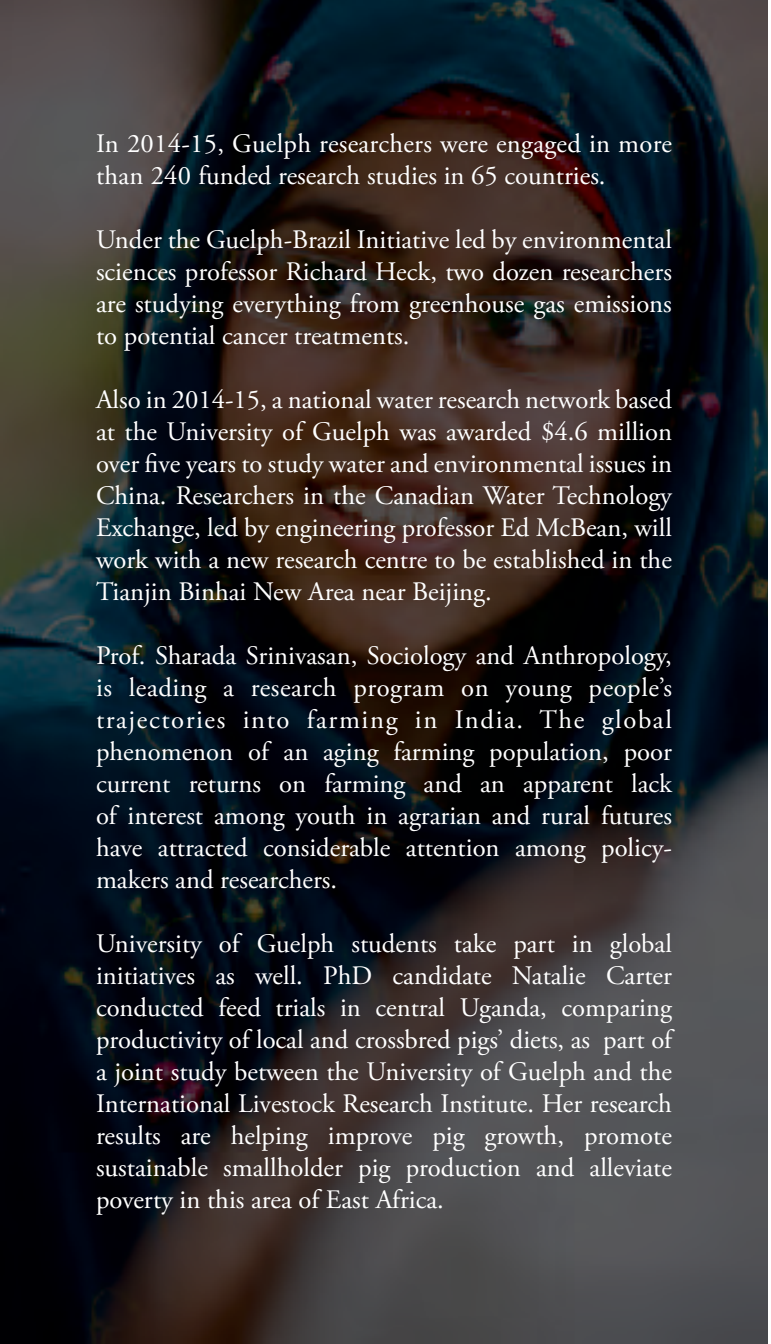 In 2014-15, Guelph researchers were engaged in more
than 240 funded research studies in 65 countries.
Under the Guelph-Brazil Initiative led by environmental
sciences professor Richard Heck, two dozen researchers
are studying everything from greenhouse gas emissions
to potential cancer treatments.
Also in 2014-15, a national water research network based
at the University of Guelph was awarded $4.6 million
over five years to study water and environmental issues in
China. Researchers in the Canadian Water Technology
Exchange, led by engineering professor Ed McBean, will
work with a new research centre to be established in the
Tianjin Binhai New Area near Beijing.
Prof. Sharada Srinivasan, Sociology and Anthropology,
is leading a research program on young people’s
trajectories into farming in India. The global
phenomenon of an aging farming population, poor
current returns on farming and an apparent lack
of interest among youth in agrarian and rural futures
have attracted considerable attention among policy-
makers and researchers.
University of Guelph students take part in global
initiatives as well. PhD candidate Natalie Carter
conducted feed trials in central Uganda, comparing
productivity of local and crossbred pigs’ diets, as part of
a joint study between the University of Guelph and the
International Livestock Research Institute. Her research
results are helping improve pig growth, promote
sustainable smallholder pig production and alleviate
poverty in this area of East Africa.